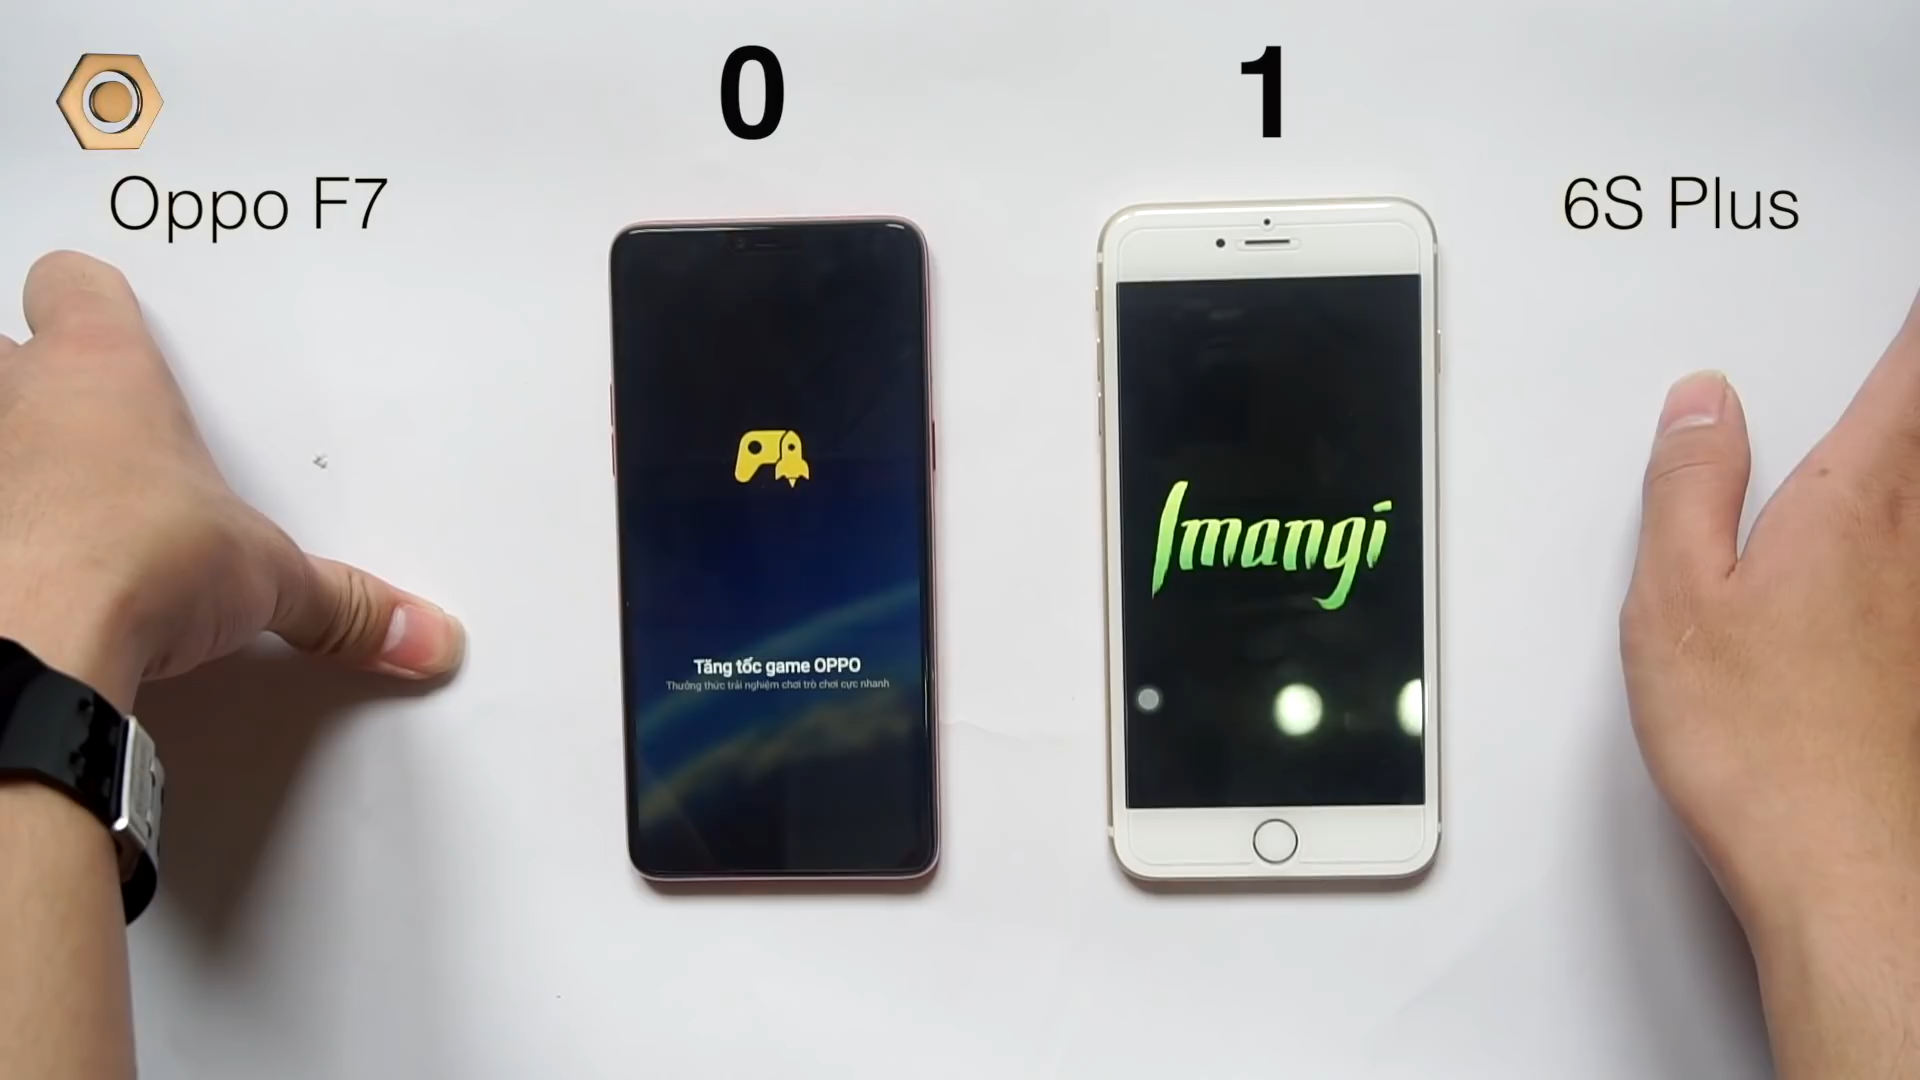 0
1
Oppo F7
6S Plus
Imangi
Tăng tốc game OPPO
Thưởng thức trải nghiệm chơi trò chơi cực nhanh